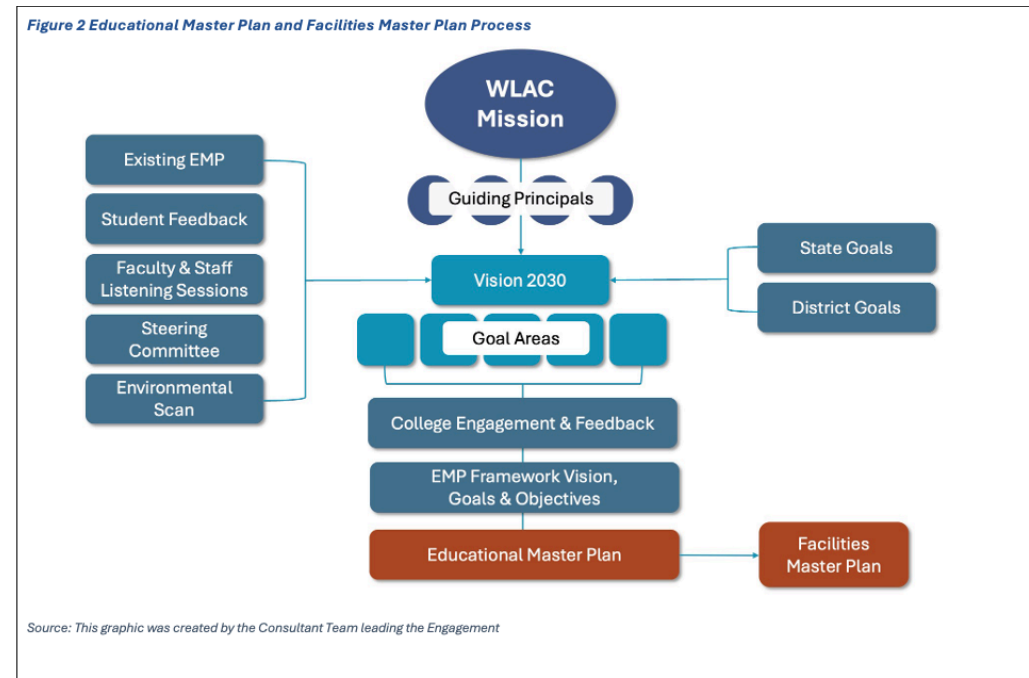 Figure 2 Educational Master Plan and Facilities Master Plan Process
WLAC
Mission
Guiding Principals
Existing EMP
Student Feedback
Faculty & Staff
Listening Sessions
Steering
Committee
Environmental
Scan
Vision 2030
State Goals
District Goals
Goal Areas
College Engagement & Feedback
EMP Framework Vision,
Goals & Objectives
Educational Master Plan
Facilities
Master Plan
Source: This graphic was created by the Consultant Team leading the Engagement